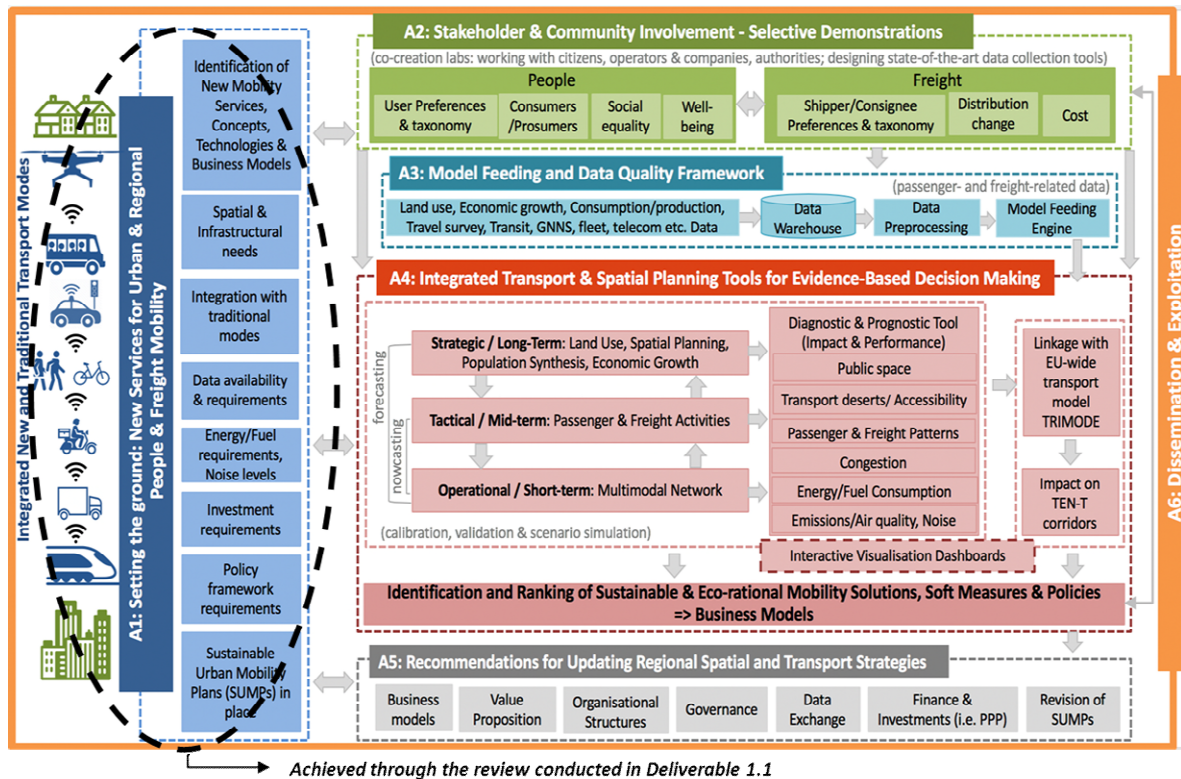 Integrated New and Traditional Transport Modes
A1: Setting the ground: New Services for Urban & Regional
People & Freight Mobility
Identification of
New Mobility
Services,
Concepts,
Technologies &
Business Models
Spatial &
Infrastructural
needs
Integration with
traditional
modes
Data availability
& requirements
Energy/Fuel
requirements,
Noise levels
Investment
requirements
Policy
framework
requirements
Sustainable
Urban Mobility
Plans (SUMPs) in
place
A2: Stakeholder & Community Involvement - Selective Demonstrations
(co-creation labs: working with citizens, operators & companies, authorities; designing state-of-the-art data collection tools)
People
User Preferences
& taxonomy
Consumers
/Prosumers
Social
equality
Well-
being
Freight
Shipper/Consignee
Preferences & taxonomy
Distribution
change
Cost
A3: Model Feeding and Data Quality Framework
(passenger- and freight-related data)
Land use, Economic growth, Consumption/production,
Travel survey, Transit, GNNS, fleet, telecom etc. Data
Data
Warehouse
Data
Preprocessing
Model Feeding
Engine
A4: Integrated Transport & Spatial Planning Tools for Evidence-Based Decision Making
forecasting
nowcasting
Strategic / Long-Term: Land Use, Spatial Planning,
Population Synthesis, Economic Growth
Tactical / Mid-term: Passenger & Freight Activities
Operational / Short-term: Multimodal Network
(calibration, validation & scenario simulation)
Diagnostic & Prognostic Tool
(Impact & Performance)
Public space
Transport deserts/ Accessibility
Passenger & Freight Patterns
Congestion
Energy/Fuel Consumption
Emissions/Air quality, Noise
Interactive Visualisation Dashboards
Linkage with
EU-wide
transport
model
TRIMODE
Impact on
TEN-T
corridors
Identification and Ranking of Sustainable & Eco-rational Mobility Solutions, Soft Measures & Policies
=> Business Models
A5: Recommendations for Updating Regional Spatial and Transport Strategies
Business
models
Value
Proposition
Organisational
Structures
Governance
Data
Exchange
Finance &
Investments (i.e. PPP)
Revision of
SUMPs
A6: Dissemination & Exploitation
Achieved through the review conducted in Deliverable 1.1